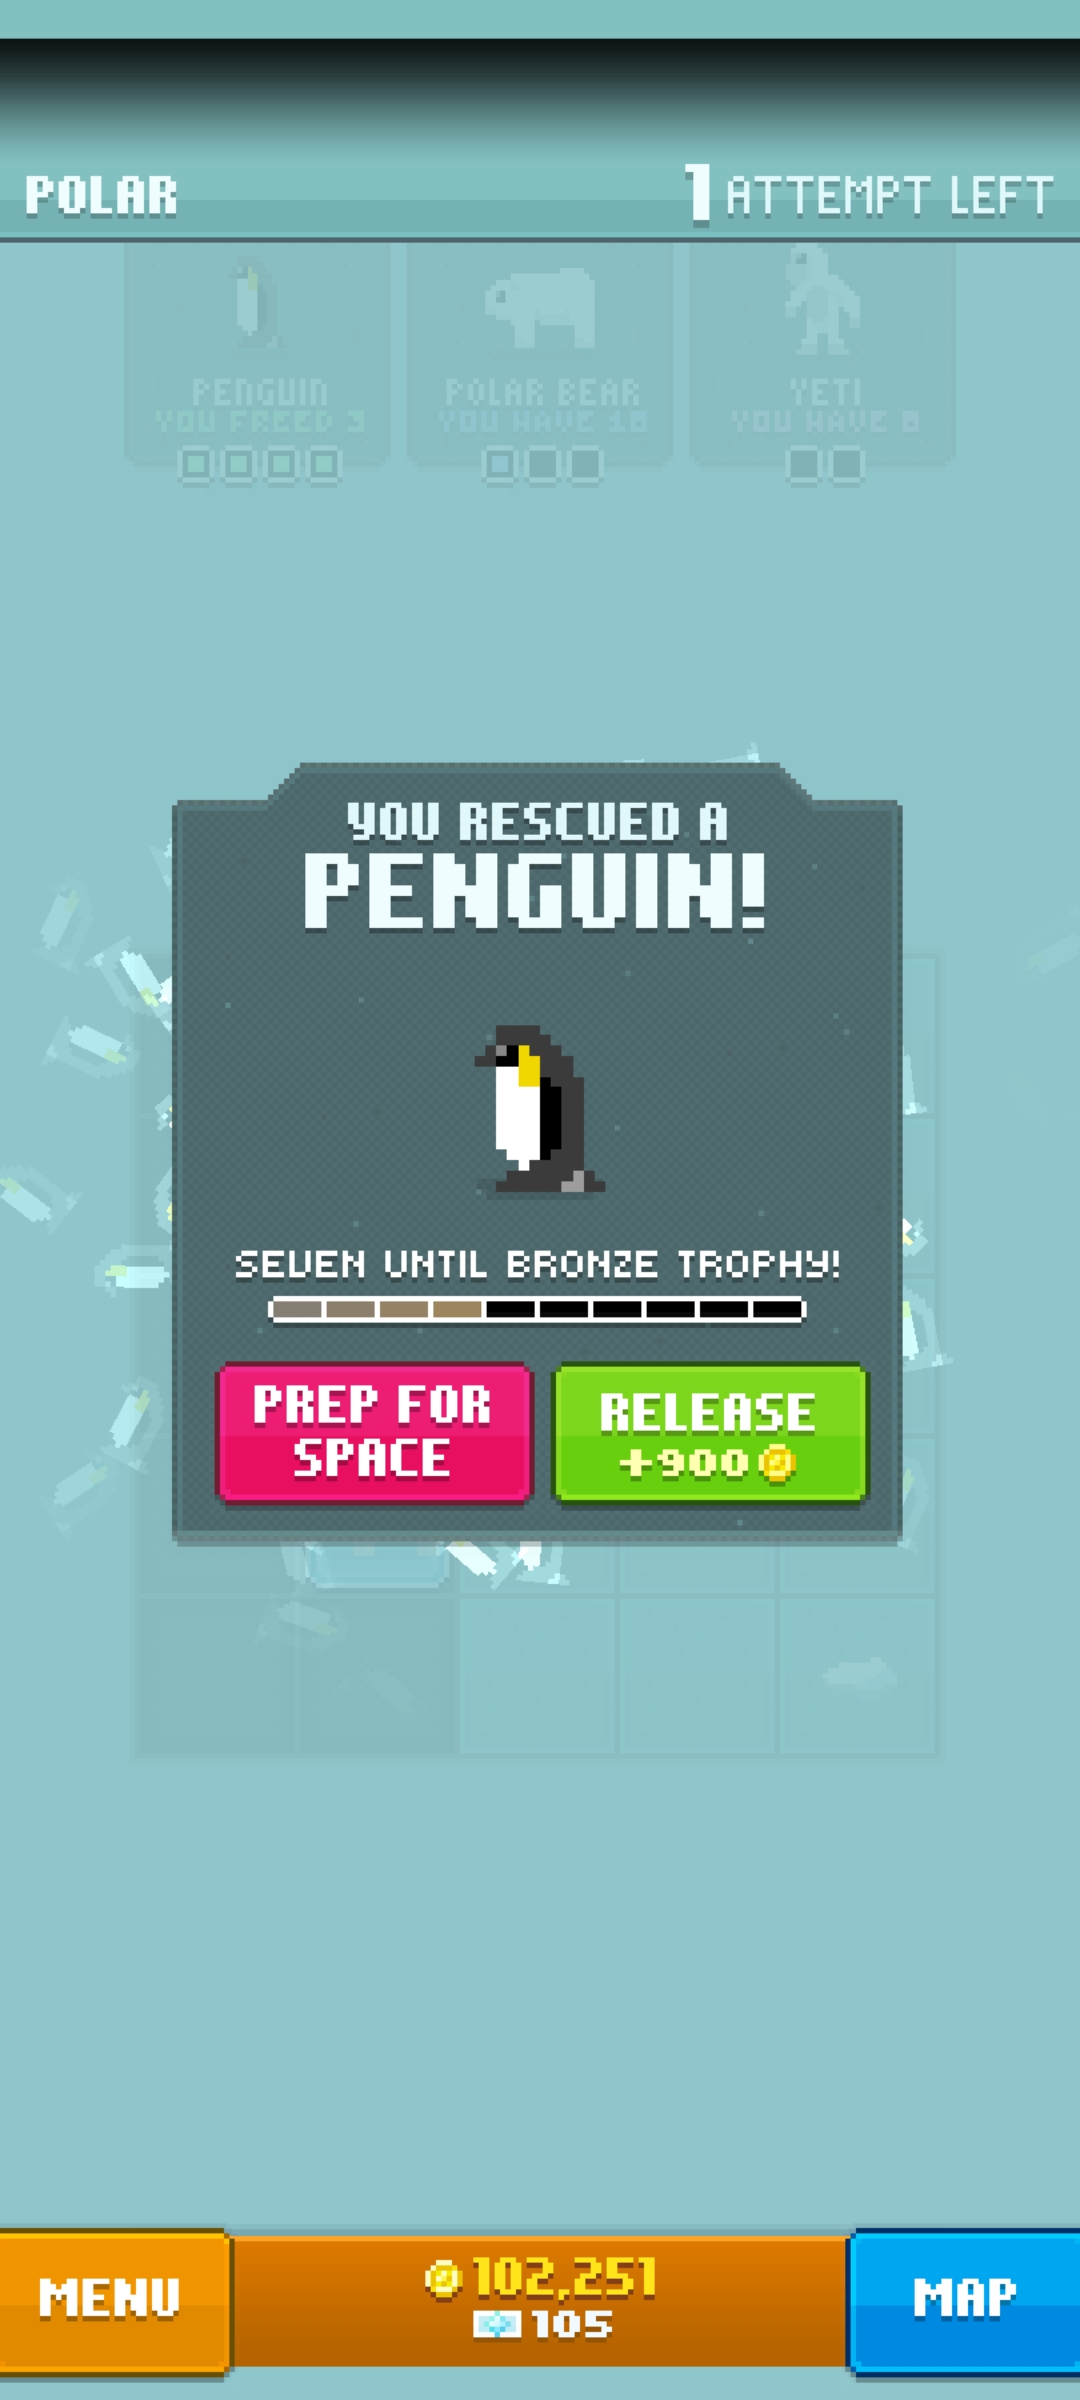 POLAR
1 ATTEMPT LEFT
PENGUIN
YOU FREED 3
POLAR BEAR
YOU HAVE 10
YETI
YOU HAVE 0
YOU RESCUED A
PENGUIN!
SEVEN UNTIL BRONZE TROPHY!
PREP FOR
SPACE
RELEASE
+900
MENU
102,251
105
MAP